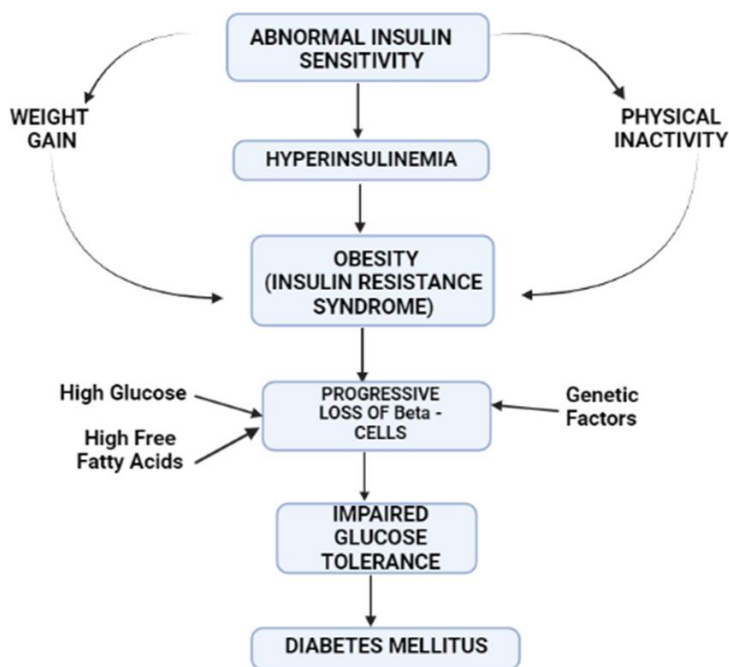 ABNORMAL INSULIN
SENSITIVITY
WEIGHT
GAIN
PHYSICAL
INACTIVITY
HYPERINSULINEMIA
OBESITY
(INSULIN RESISTANCE
SYNDROME)
High Glucose
High Free
Fatty Acids
PROGRESSIVE
LOSS OF Beta -
CELLS
Genetic
Factors
IMPAIRED
GLUCOSE
TOLERANCE
DIABETES MELLITUS